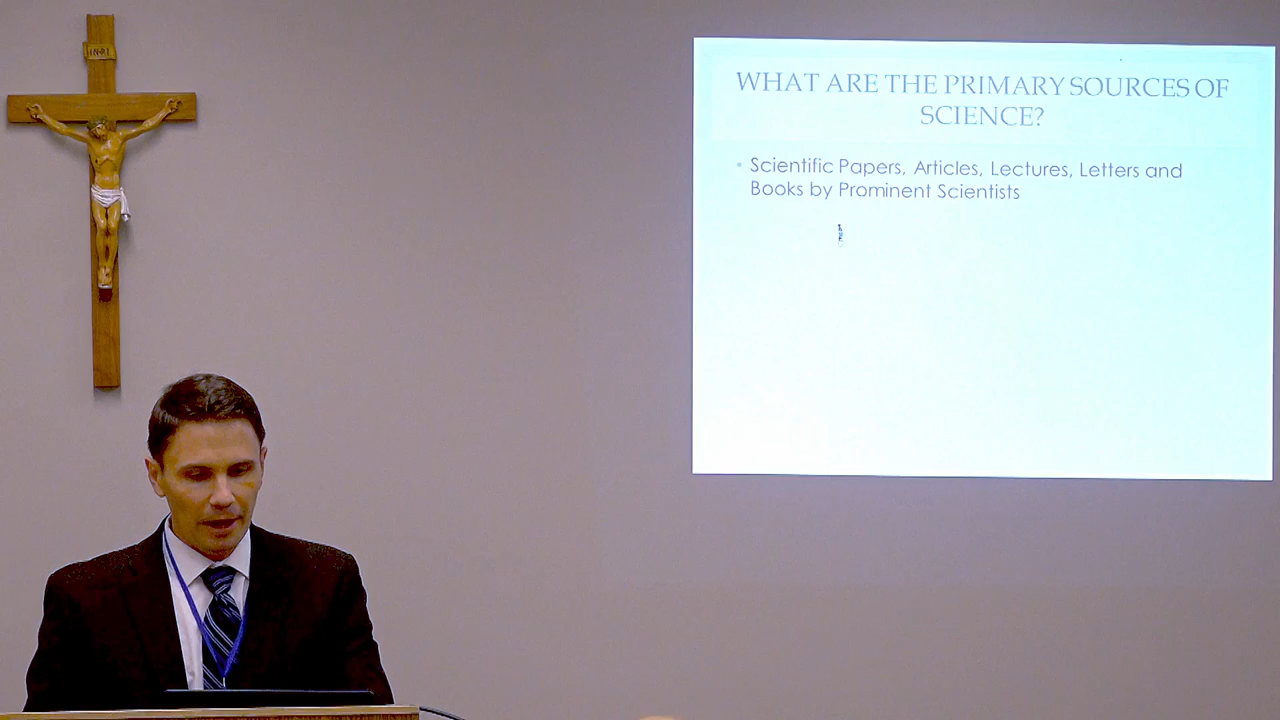 INRI
WHAT ARE THE PRIMARY SOURCES OF
SCIENCE?
Scientific Papers, Articles, Lectures, Letters and
Books by Prominent Scientists